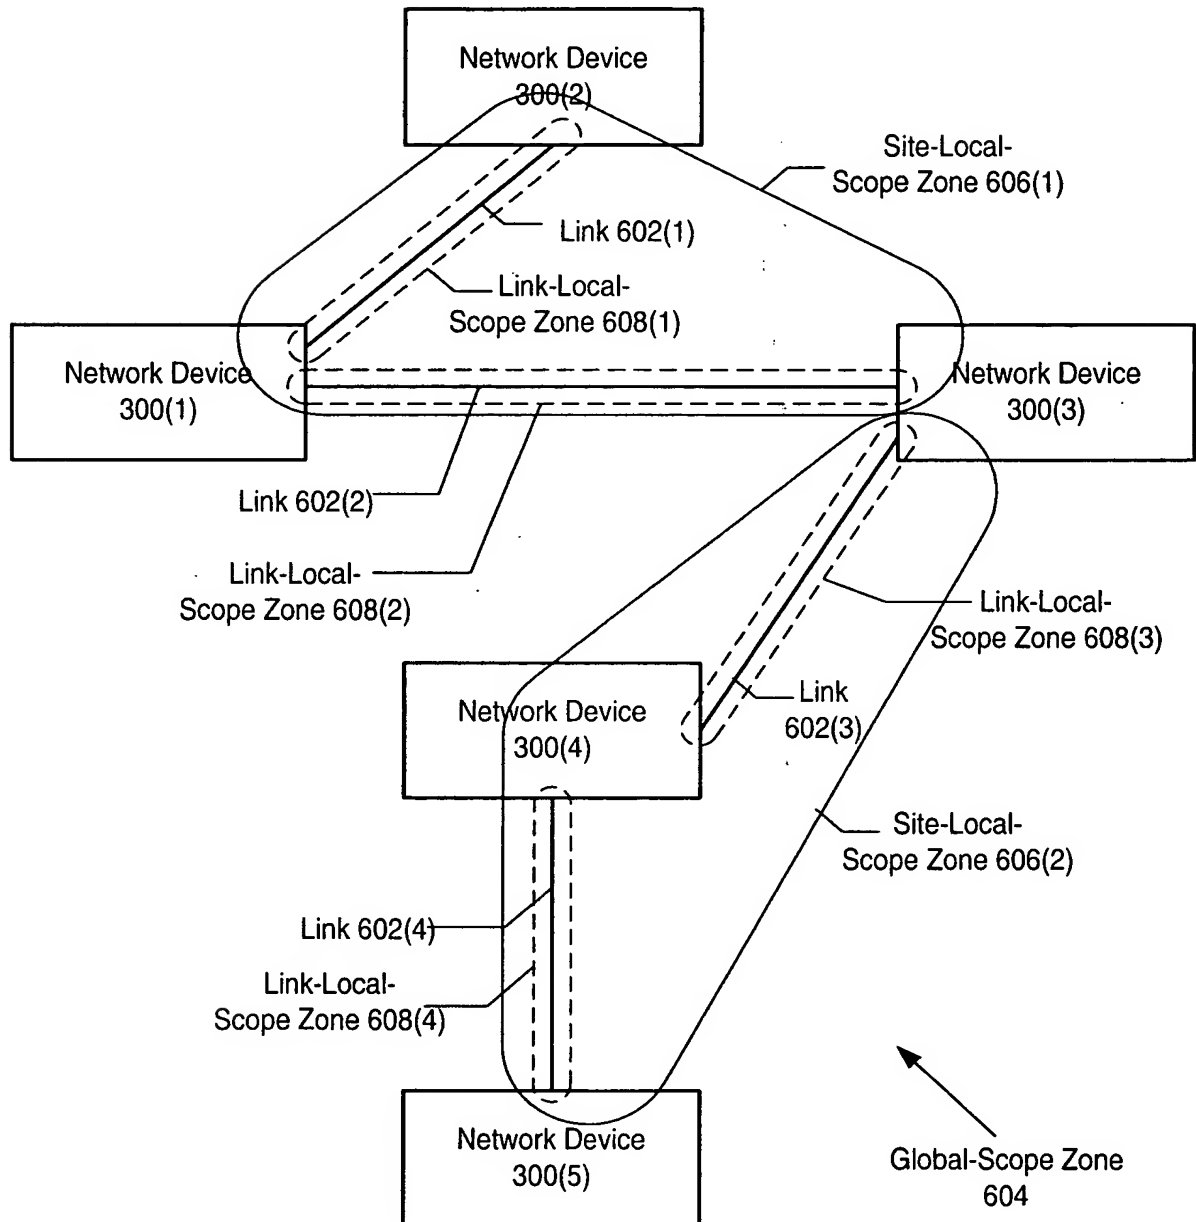 Network Device
300(2)
Site-Local-
Scope Zone 606(1)
Link 602(1)
Link-Local-
Scope Zone 608(1)
Network Device
300(1)
Network Device
300(3)
Link 602(2)
Link-Local-
Scope Zone 608(2)
Link-Local-
Scope Zone 608(3)
Network Device
300(4)
Link
602(3)
Site-Local-
Scope Zone 606(2)
Link 602(4)
Link-Local-
Scope Zone 608(4)
Network Device
300(5)
Global-Scope Zone
604